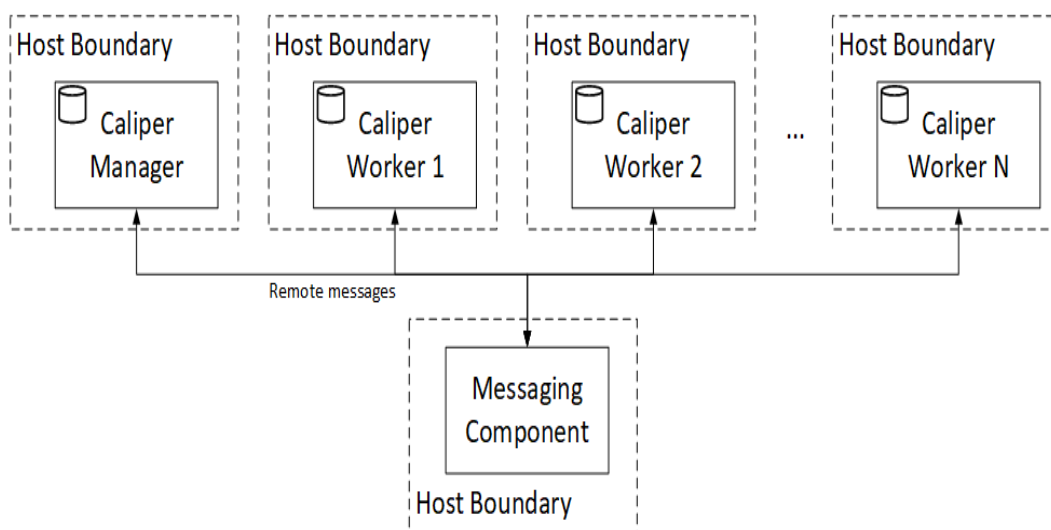 Host Boundary
Caliper
Manager
Host Boundary
Caliper
Worker 1
Host Boundary
Caliper
Worker 2
...
Host Boundary
Caliper
Worker N
Remote messages
Messaging
Component
Host Boundary